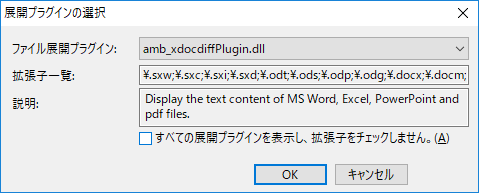 展開プラグインの選択
ファイル展開プラグイン:
amb_xdocdiffPlugin.dll
拡張子一覧:
¥.sxw;¥.sxc;¥.sxi;¥.sxd;¥.odt;¥.ods;¥.odp;¥.odg;¥.docx;¥.docm;
説明:
Display the text content of MS Word, Excel, PowerPoint and
pdf files.
すべての展開プラグインを表示し、拡張子をチェックしません。(A)
OK
キャンセル